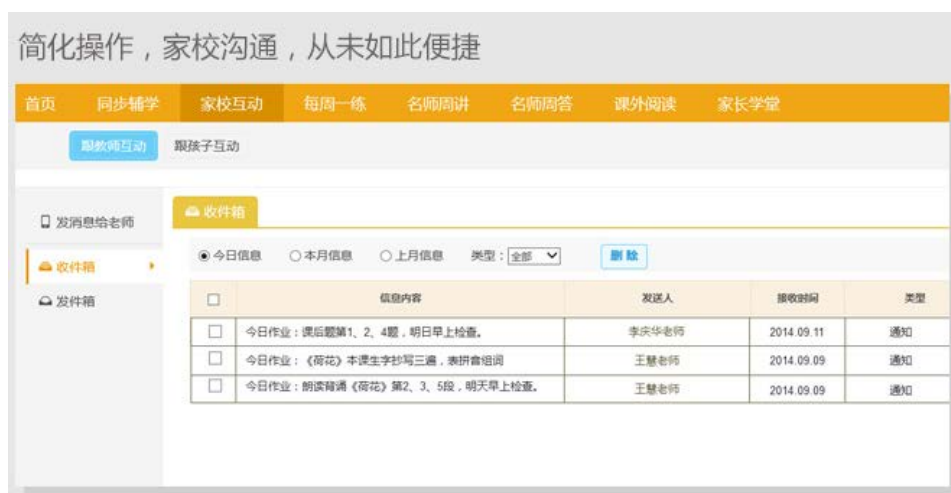 简化操作，家校沟通，从未如此便捷
首页 同步辅学 家校互动 每周一练 名师周讲 名师周答 课外阅读 家长学堂
跟教师互动 跟孩子互动
发消息给老师
收件箱
发件箱
收件箱
今日信息 本月信息 上月信息 类型：全部 删除
信息内容 发送人 接收时间 类型
今日作业：课后题第1、2、4题，明日早上检查。 李庆华老师 2014.09.11 通知
今日作业：《荷花》本课生字抄写三遍，表拼音组词 王慧老师 2014.09.09 通知
今日作业：朗读背诵《荷花》第2、3、5段，明天早上检查。 王慧老师 2014.09.09 通知